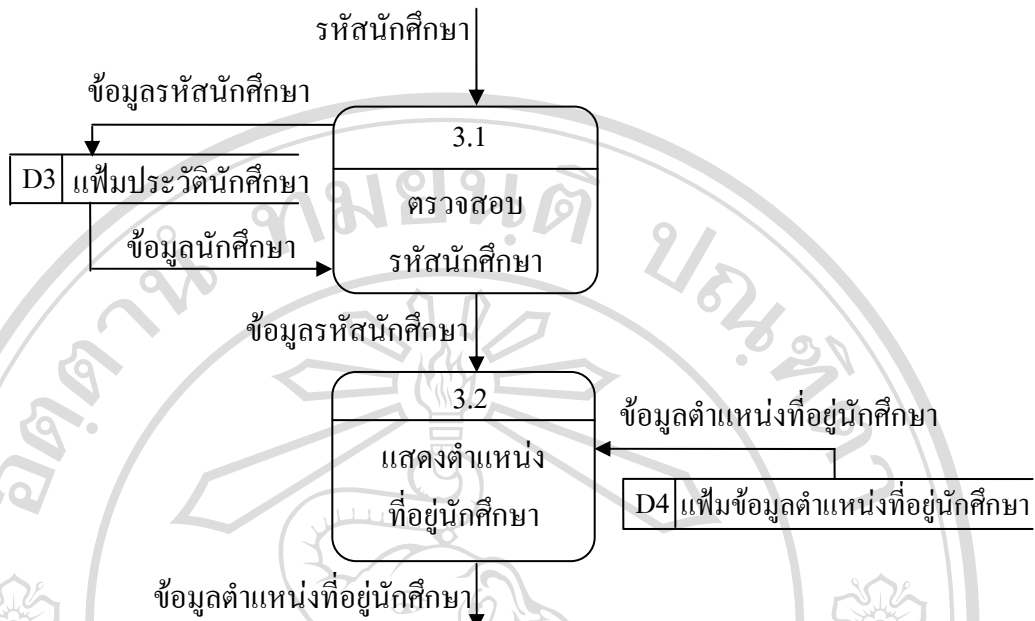 รหัสนักศึกษา
ข้อมูลรหัสนักศึกษา
3.1
D3 แฟ้มประวัตินักศึกษา
ตรวจสอบ
รหัสนักศึกษา
ข้อมูลนักศึกษา
ข้อมูลรหัสนักศึกษา
3.2
ข้อมูลตำแหน่งที่อยู่นักศึกษา
แสดงตำแหน่ง
ที่อยู่นักศึกษา
D4 แฟ้มข้อมูลตำแหน่งที่อยู่นักศึกษา
ข้อมูลตำแหน่งที่อยู่นักศึกษา